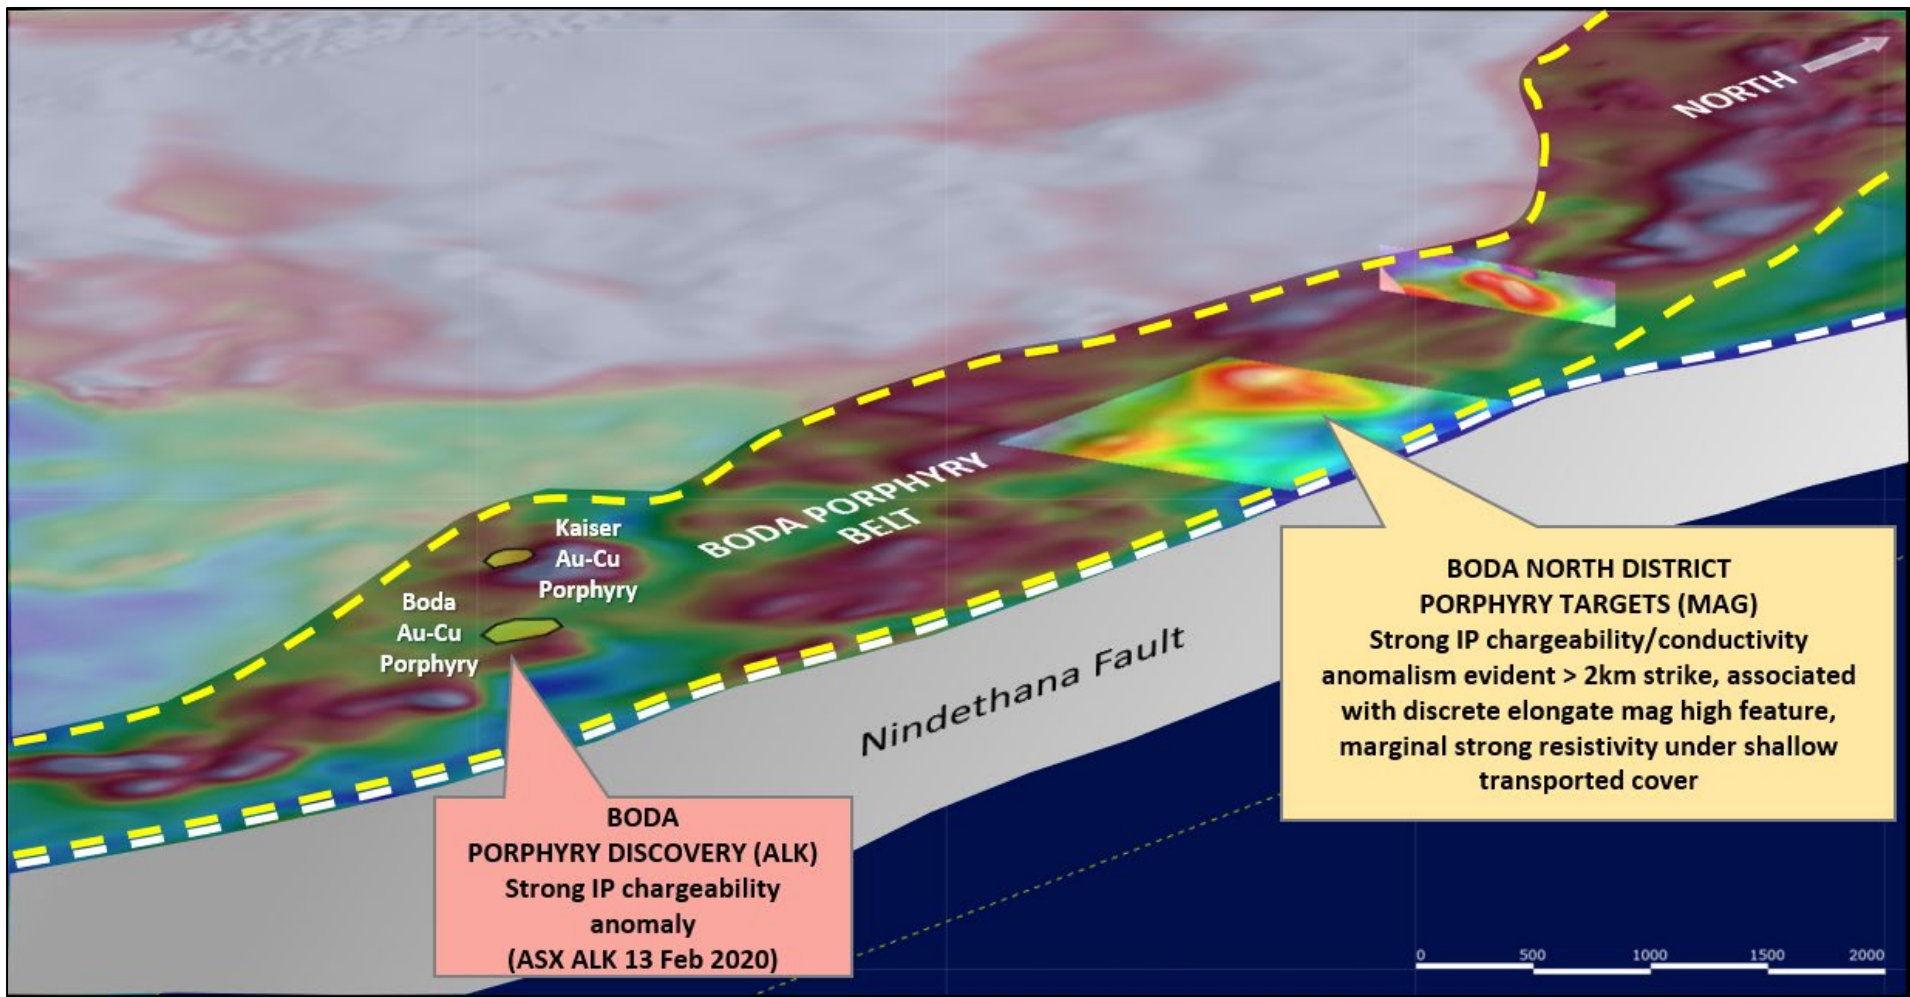 NORTH
Kaiser
Au-Cu
Porphyry
Boda
Au-Cu
Porphyry
BODA PORPHYRY
BELT
Nindethana Fault
BODA NORTH DISTRICT
PORPHYRY TARGETS (MAG)
Strong IP chargeability/conductivity
anomalism evident > 2km strike, associated
with discrete elongate mag high feature,
marginal strong resistivity under shallow
transported cover
BODA
PORPHYRY DISCOVERY (ALK)
Strong IP chargeability
anomaly
(ASX ALK 13 Feb 2020)
0 500 1000 1500 2000